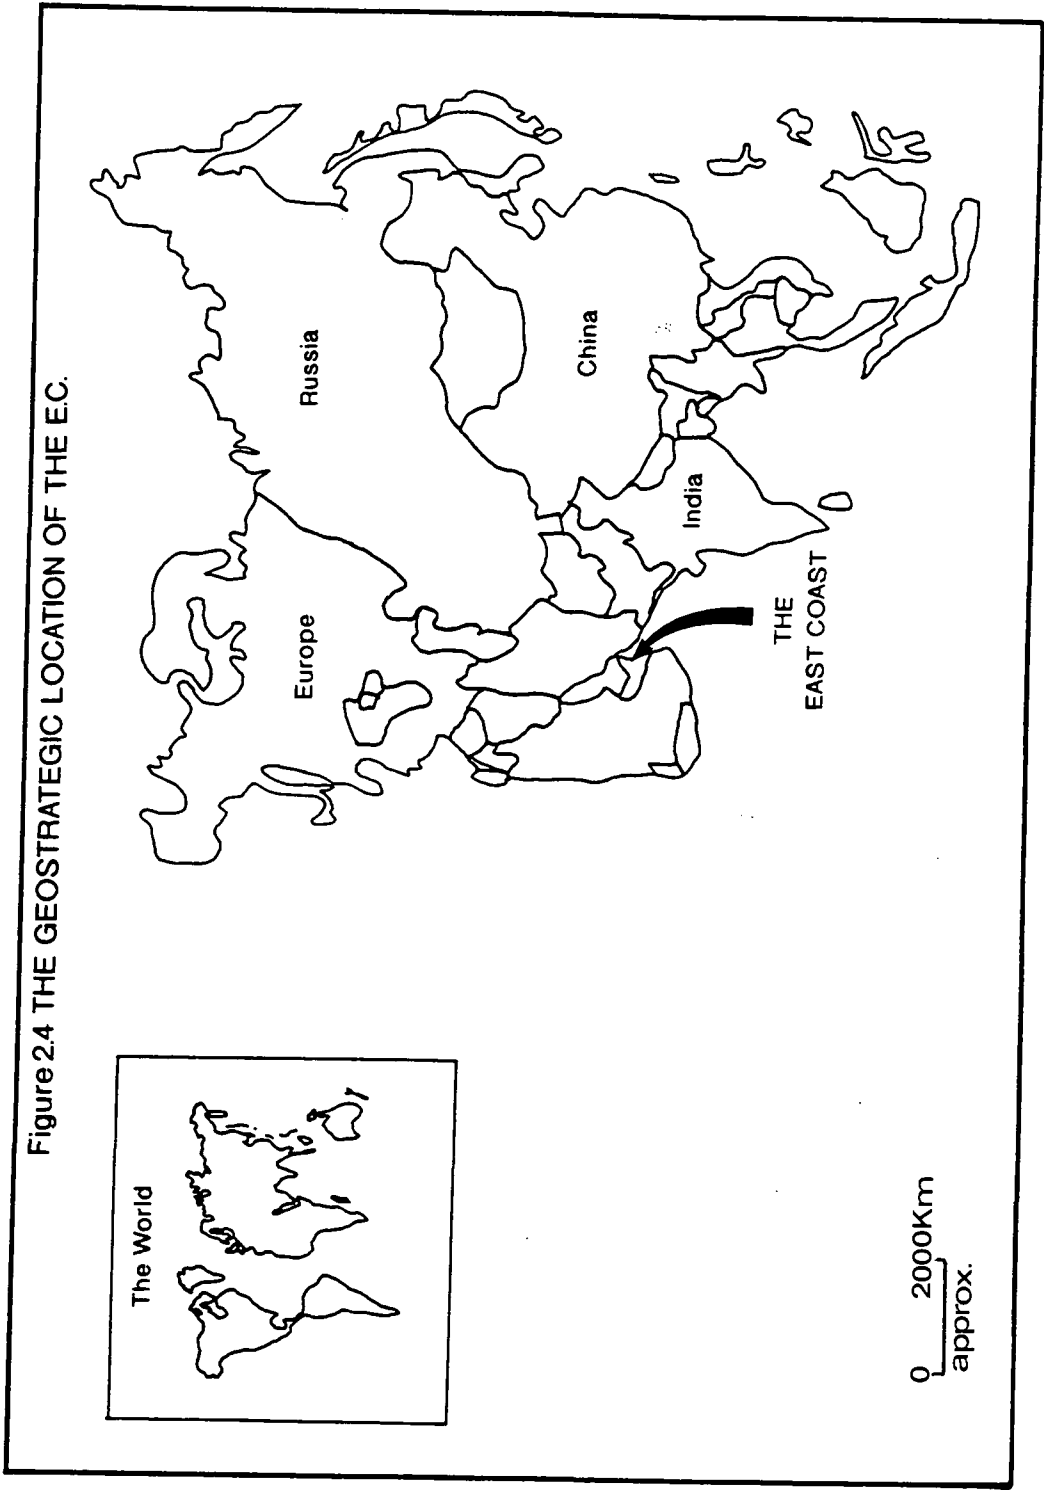 Figure 2.4 THE GEOSTRATEGIC LOCATION OF THE E.C.
The World
Russia
Europe
China
India
THE
EAST COAST
0 2000Km
approx.